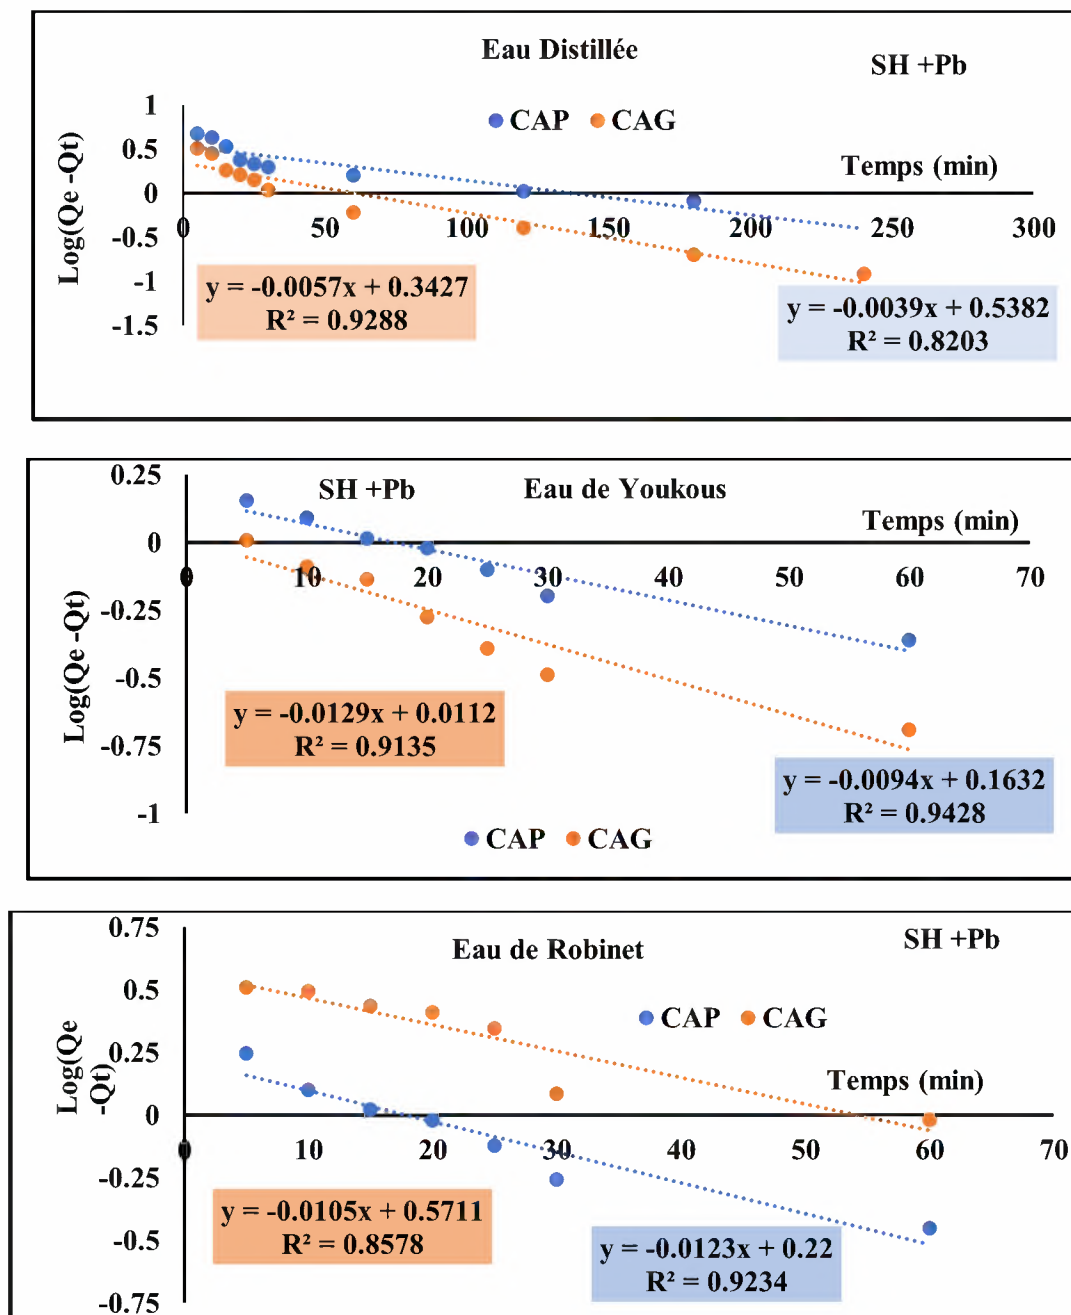 Eau Distillée
SH +Pb
CAP CAG
Temps (min)
Log(Qe -Qt)
1
0.5
0
-0.5
-1
-1.5
0 50 100 150 200 250 300
y = -0.0057x + 0.3427
R² = 0.9288
y = -0.0039x + 0.5382
R² = 0.8203
SH +Pb Eau de Youkous
Temps (min)
Log(Qe -Qt)
0.25
0
-0.25
-0.5
-0.75
-1
0 10 20 30 40 50 60 70
y = -0.0129x + 0.0112
R² = 0.9135
y = -0.0094x + 0.1632
R² = 0.9428
CAP CAG
Eau de Robinet
SH +Pb
CAP CAG
Temps (min)
Log(Qe
-Qt)
0.75
0.5
0.25
0
-0.25
-0.5
-0.75
0 10 20 30 40 50 60 70
y = -0.0105x + 0.5711
R² = 0.8578
y = -0.0123x + 0.22
R² = 0.9234